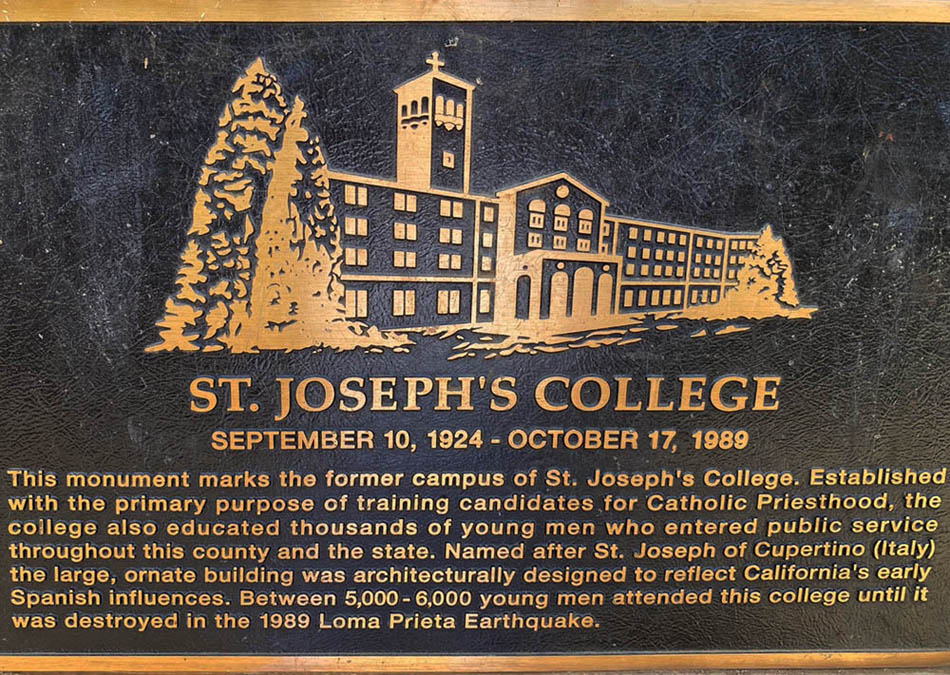 ST. JOSEPH'S COLLEGE
SEPTEMBER 10, 1924 - OCTOBER 17, 1989
This monument marks the former campus of St. Joseph's College. Established
with the primary purpose of training candidates for Catholic Priesthood, the
college also educated thousands of young men who entered public service
throughout this county and the state. Named after St. Joseph of Cupertino (Italy)
the large, ornate building was architecturally designed to reflect California's early
Spanish influences. Between 5,000 - 6,000 young men attended this college until it
was destroyed in the 1989 Loma Prieta Earthquake.